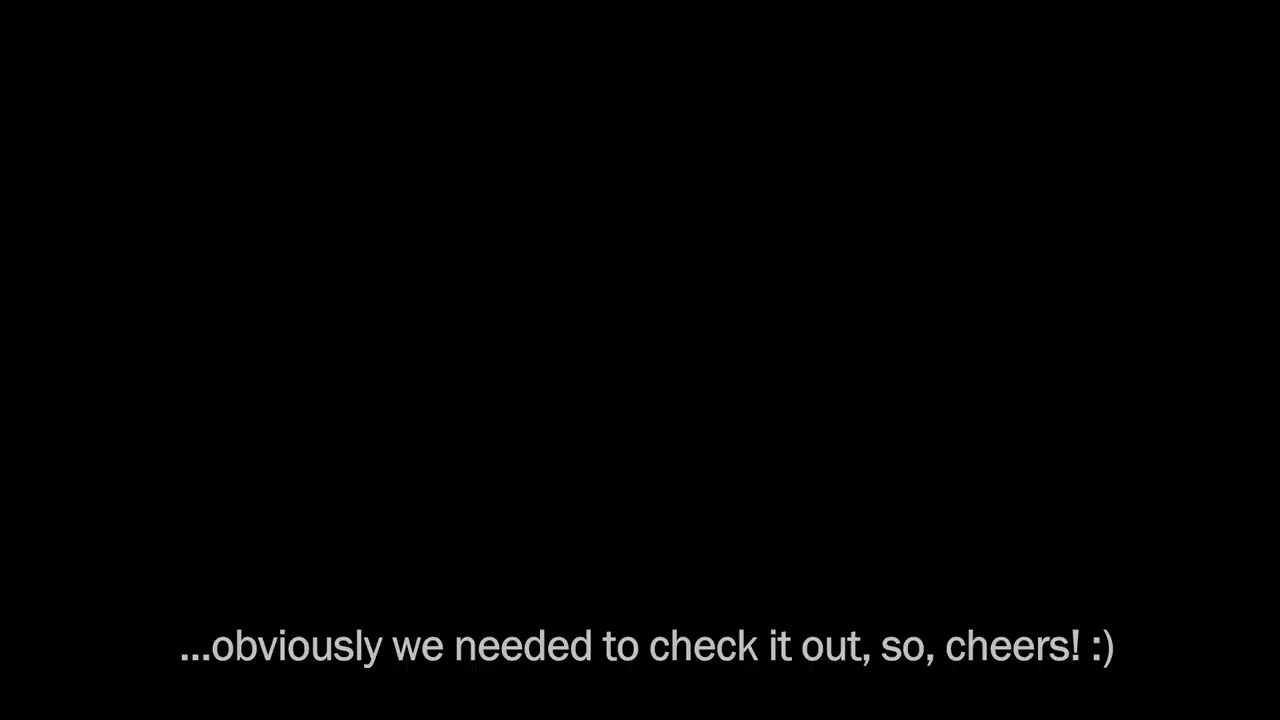 ...obviously we needed to check it out, so, cheers! :)